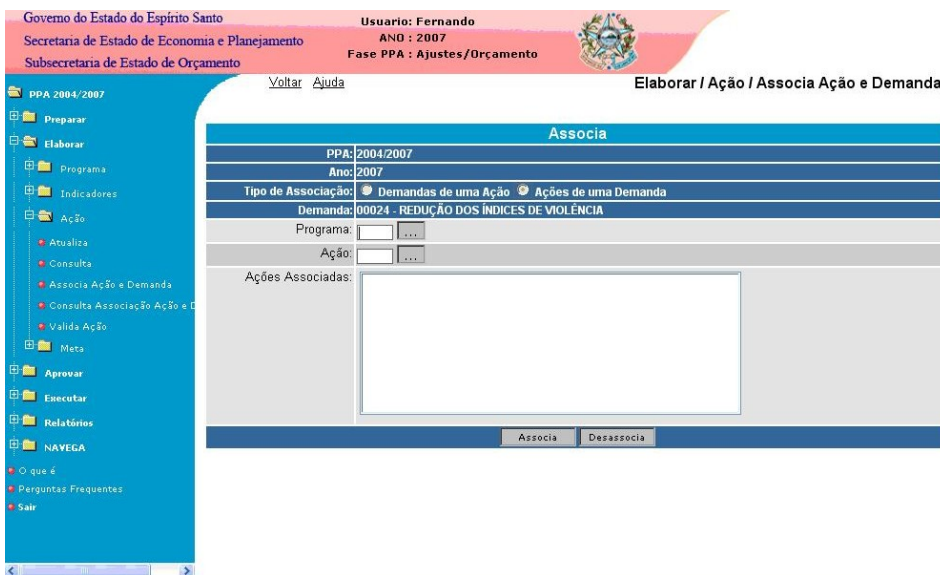 Governo do Estado do Espírito Santo
Secretaria de Estado de Economia e Planejamento
Subsecretaria de Estado de Orçamento
Usuario: Fernando
ANO : 2007
Fase PPA : Ajustes/Orçamento
Voltar Ajuda
Elaborar / Ação / Associa Ação e Demanda
PPA 2004/2007
Preparar
Elaborar
Programa
Indicadores
Ação
Atualiza
Consulta
Associa Ação e Demanda
Consulta Associação Ação e D
Valida Ação
Meta
Aprovar
Executar
Relatórios
NAVEGA
O que é
Perguntas Frequentes
Sair
Associa
PPA: 2004/2007
Ano: 2007
Tipo de Associação: Demandas de uma Ação Ações de uma Demanda
Demanda: 00024 - REDUÇÃO DOS ÍNDICES DE VIOLÊNCIA
Programa: ...
Ação: ...
Ações Associadas:
Associa Desassocia